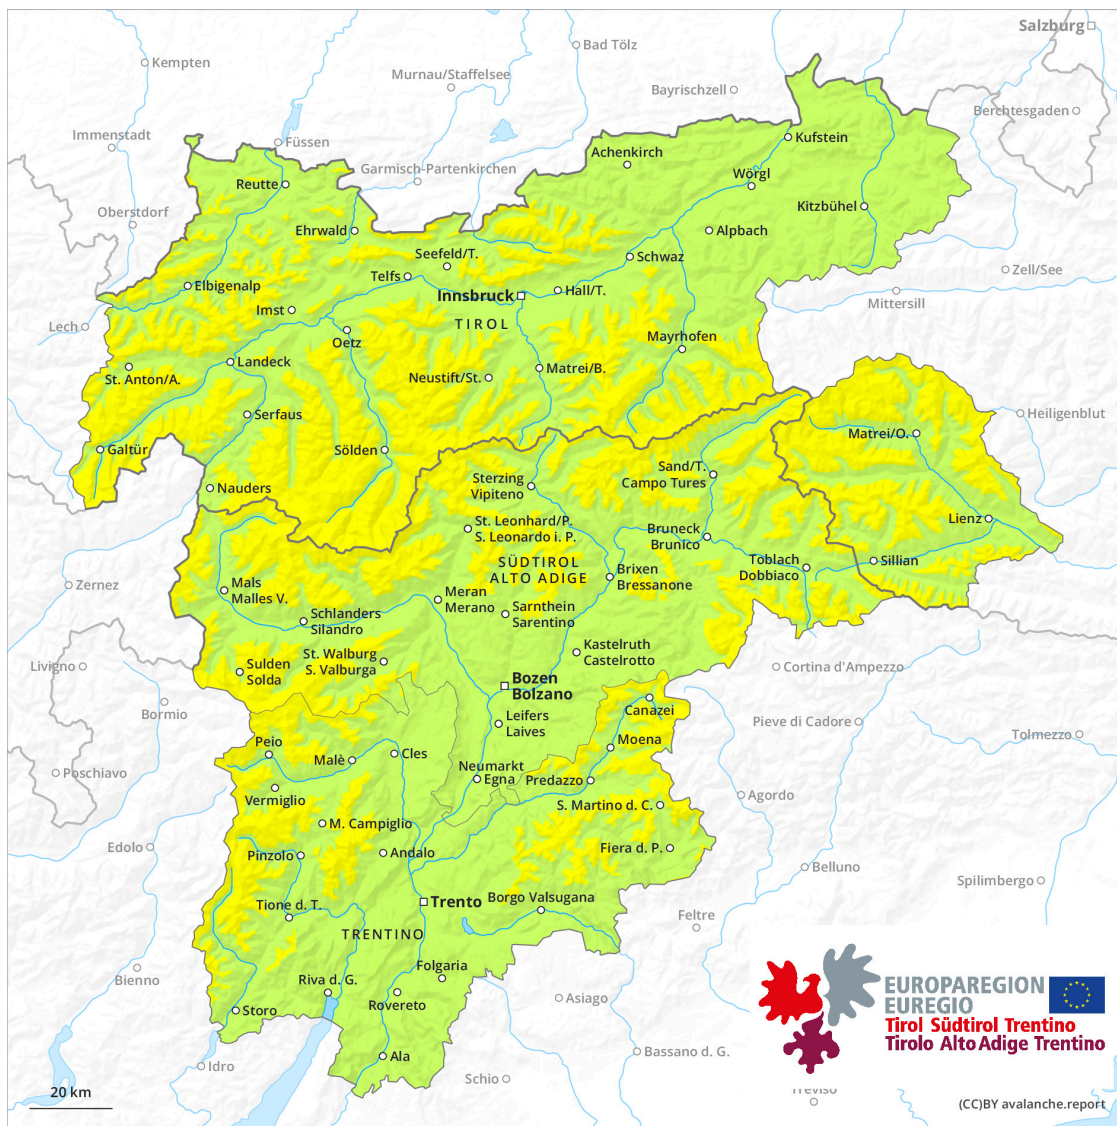 Salzburg
Bad Tölz
Kempten
Murnau/Staffelsee
Bayrischzell
Berchtesgaden
Immenstadt
Füssen
Kufstein
Achenkirch
Garmisch-Partenkirchen
Wörgl
Reutte
Oberstdorf
Kitzbühel
Ehrwald
Alpbach
Seefeld/T.
Schwaz
Zell/See
Telfs
Elbigenalp
Innsbruck
Hall/T.
Mittersill
Imst
TIROL
Lech
Oetz
Mayrhofen
Landeck
Matrei/B.
St. Anton/A.
Neustift/St.
Serfaus
Heiligenblut
Matrei/O.
Galtür
Sölden
Sand/T.
Campo Tures
Sterzing
Vipiteno
Nauders
Lienz
St. Leonhard/P.
S. Leonardo i. P.
Bruneck
Brunico
SÜDTIROL
ALTO ADIGE
Toblach
Dobbiaco
Sillian
Brixen
Bressanone
Zernez
Mals
Malles V.
Meran
Merano
Schlanders
Silandro
Sarnthein
Sarentino
Kastelruth
Castelrotto
Livigno
St. Walburg
S. Valburga
Sulden
Solda
Cortina d'Ampezzo
Bozen
Bolzano
Bormio
Canazei
Leifers
Laives
Pieve di Cadore
Tolmezzo
Peio
Moena
Malè
Cles
Neumarkt
Egna
Predazzo
Poschiavo
Vermiglio
S. Martino d. C.
Agordo
M. Campiglio
Edolo
Pinzolo
Andalo
Fiera d. P.
Belluno
Spilimbergo
Tione d. T.
Trento
Borgo Valsugana
Feltre
TRENTINO
Folgaria
Bienno
Riva d. G.
Rovereto
Asiago
Storo
EUROPAREGION
EUREGIO
Tirol Südtirol Trentino
Tirolo Alto Adige Trentino
Ala
Bassano d. G.
Idro
Schio
20 km
Treviso
(CC)BY avalanche.report